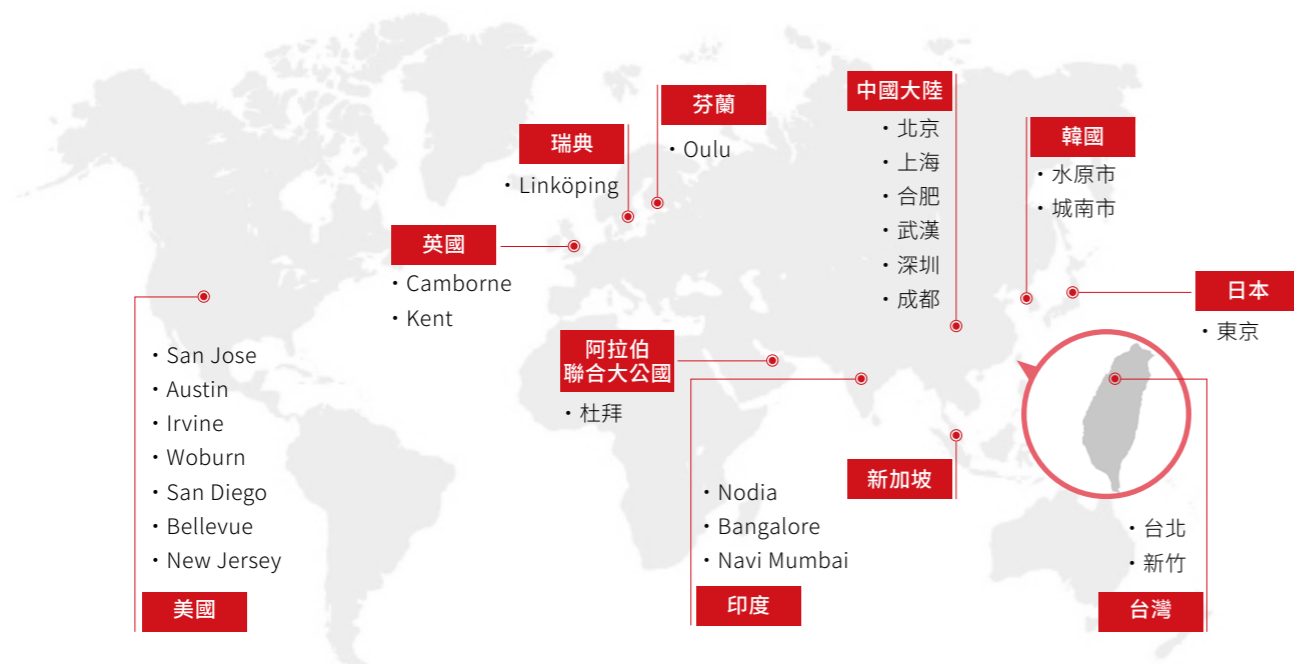 芬蘭
・Oulu
瑞典
・Linköping
英國
・Camborne
・Kent
中國大陸
・北京
・上海
・合肥
・武漢
・深圳
・成都
韓國
・水原市
・城南市
日本
・東京
阿拉伯
聯合大公國
・杜拜
・San Jose
・Austin
・Irvine
・Woburn
・San Diego
・Bellevue
・New Jersey
美國
・Nodia
・Bangalore
・Navi Mumbai
印度
新加坡
・台北
・新竹
台灣